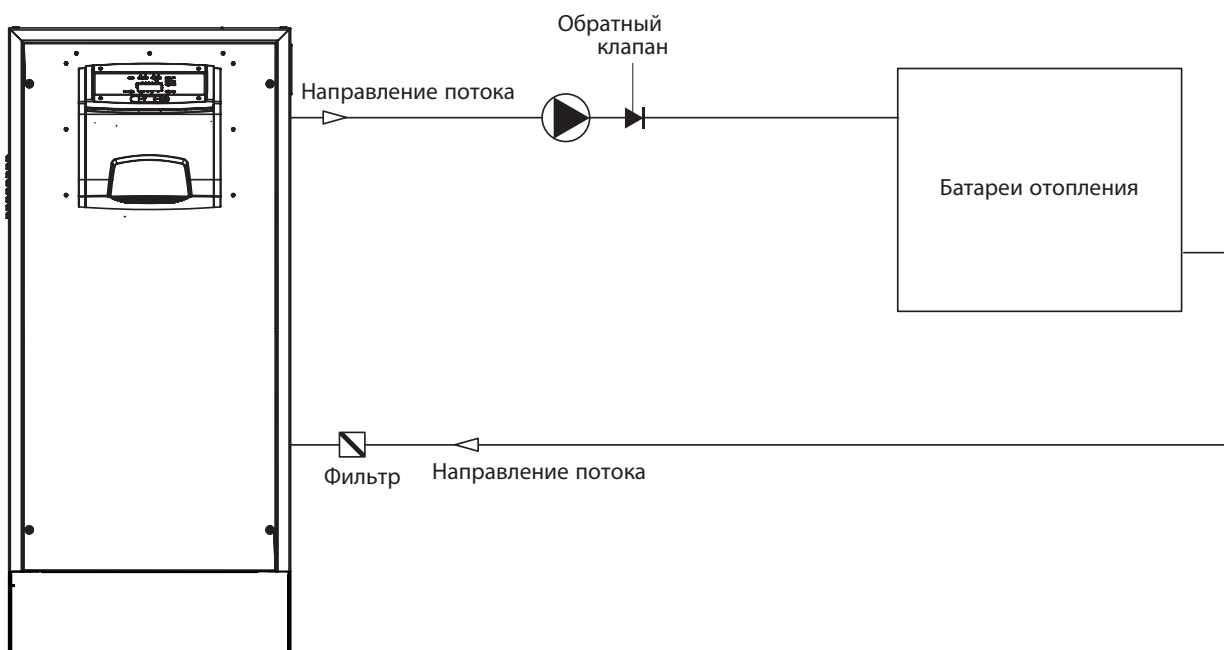 Обратный
клапан
Направление потока
Батареи отопления
Фильтр
Направление потока